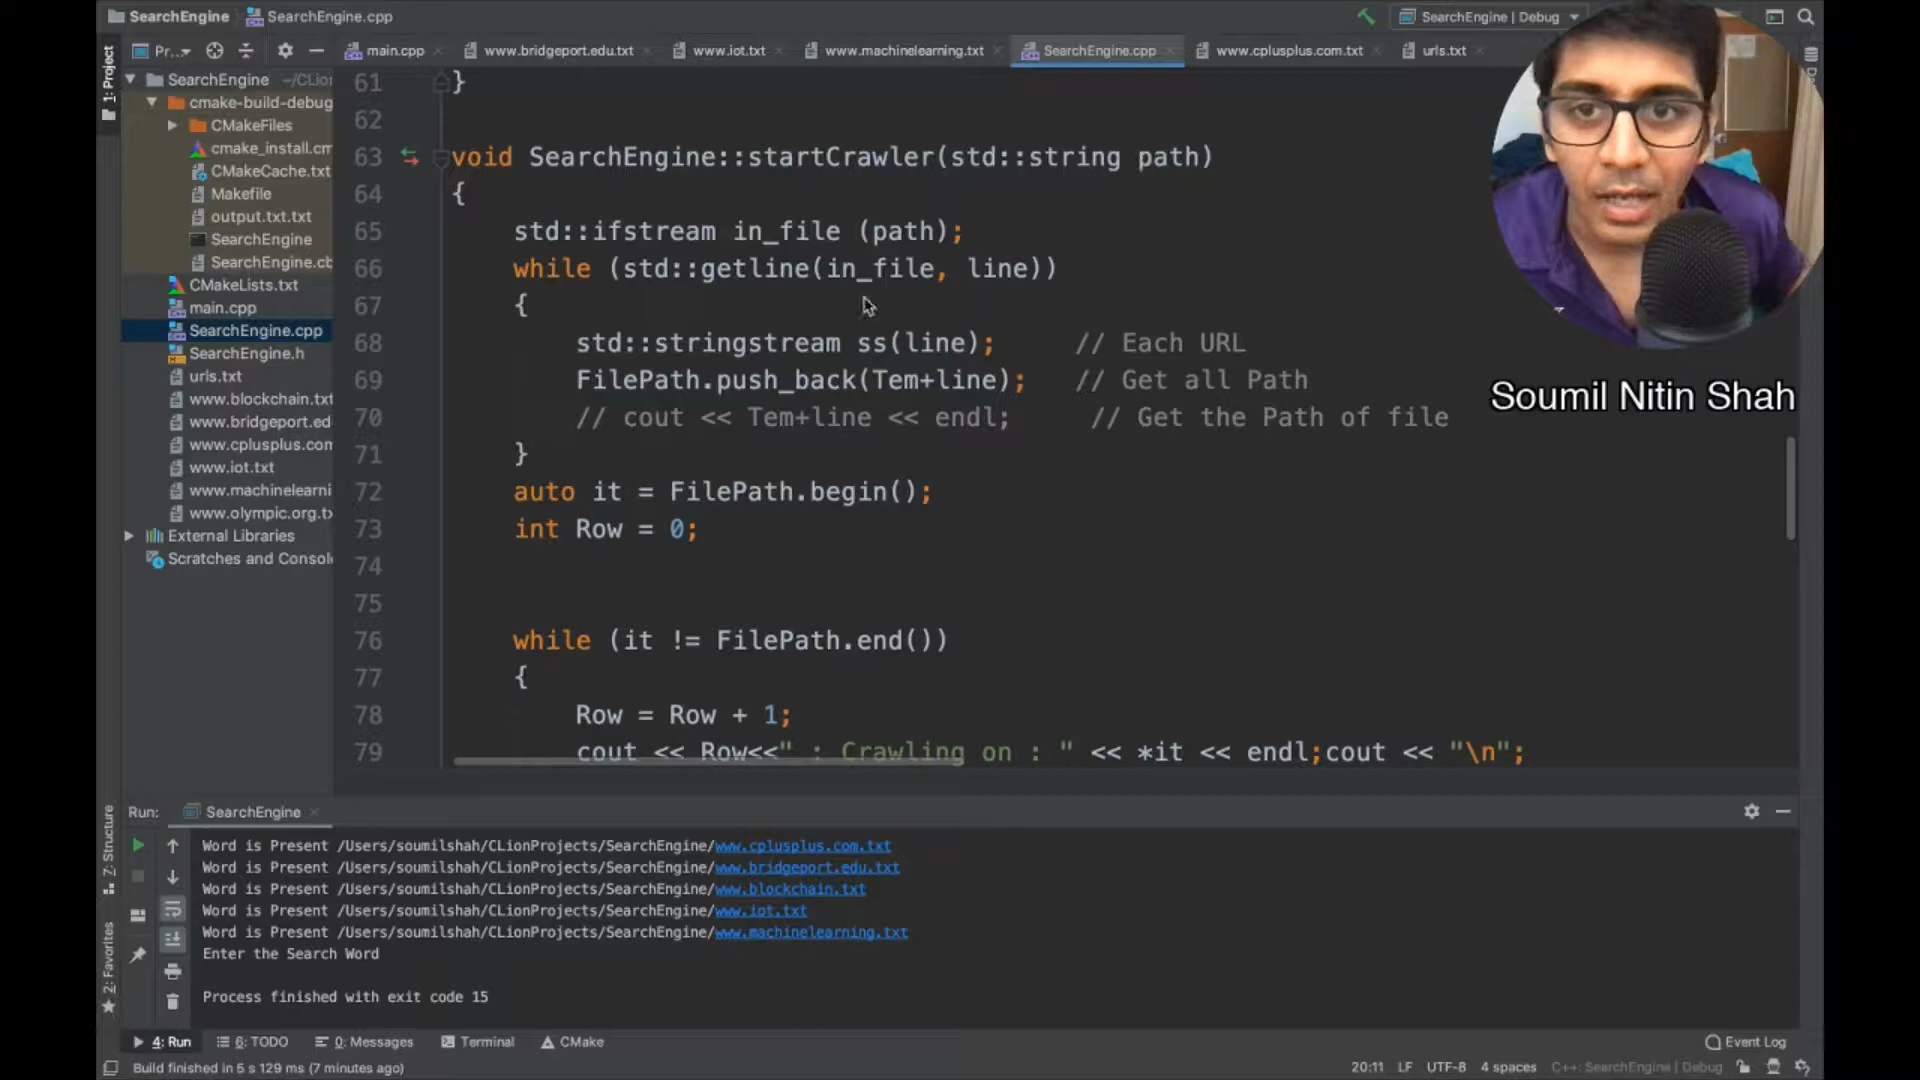 SearchEngine SearchEngine.cpp
SearchEngine | Debug
1: Project
Pr...
main.cpp www.bridgeport.edu.txt www.iot.txt www.machinelearning.txt SearchEngine.cpp www.cplusplus.com.txt urls.txt
SearchEngine ~/CLion
cmake-build-debug
CMakeFiles
cmake_install.cm
CMakeCache.txt
Makefile
output.txt.txt
SearchEngine
SearchEngine.cb
CMakeLists.txt
main.cpp
SearchEngine.cpp
SearchEngine.h
urls.txt
www.blockchain.txt
www.bridgeport.ed
www.cplusplus.com
www.iot.txt
www.machinelearni
www.olympic.org.tx
External Libraries
Scratches and Consol
61 }
62
63 void SearchEngine::startCrawler(std::string path)
64 {
65 std::ifstream in_file (path);
66 while (std::getline(in_file, line))
67 {
68 std::stringstream ss(line); // Each URL
69 FilePath.push_back(Tem+line); // Get all Path
70 // cout << Tem+line << endl; // Get the Path of file
71 }
72 auto it = FilePath.begin();
73 int Row = 0;
74
75
76 while (it != FilePath.end())
77 {
78 Row = Row + 1;
79 cout << Row<<" : Crawling on : " << *it << endl;cout << "\n";
Soumil Nitin Shah
Run: SearchEngine
Word is Present /Users/soumilshah/CLionProjects/SearchEngine/www.cplusplus.com.txt
Word is Present /Users/soumilshah/CLionProjects/SearchEngine/www.bridgeport.edu.txt
Word is Present /Users/soumilshah/CLionProjects/SearchEngine/www.blockchain.txt
Word is Present /Users/soumilshah/CLionProjects/SearchEngine/www.iot.txt
Word is Present /Users/soumilshah/CLionProjects/SearchEngine/www.machinelearning.txt
Enter the Search Word
Process finished with exit code 15
Z: Structure
2: Favorites
4: Run 6: TODO 0: Messages Terminal CMake Event Log
Build finished in 5 s 129 ms (7 minutes ago) 20:11 LF UTF-8 4 spaces C++: SearchEngine | Debug